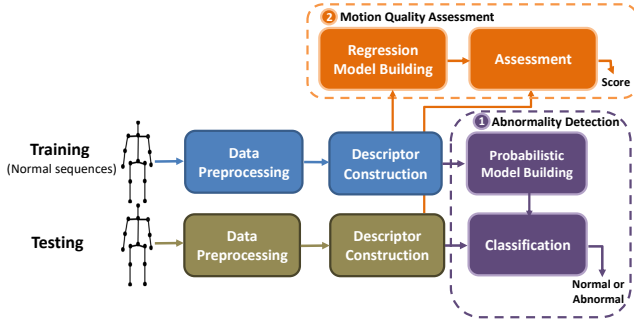 2 Motion Quality Assessment
Regression
Model Building
Assessment
Score
1 Abnormality Detection
Training
(Normal sequences)
Data
Preprocessing
Descriptor
Construction
Probabilistic
Model Building
Testing
Data
Preprocessing
Descriptor
Construction
Classification
Normal or
Abnormal